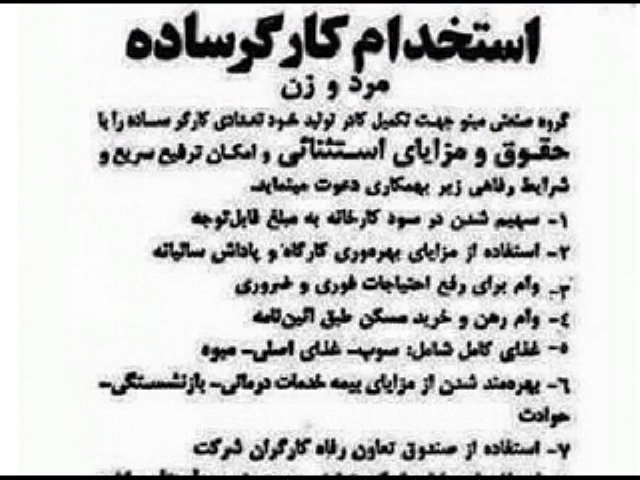 استخدام کارگر ساده
مرد و زن
گروه صنعتی مینو جهت تکمیل کادر تولید خود تعدادی کارگر ساده را با
حقوق و مزایای استثنائی و امکان ترفیع سریع و
شرایط رفاهی زیر بهمکاری دعوت مینماید.
۱- سهیم شدن در سود کارخانه به مبلغ قابل‌توجه
۲- استفاده از مزایای بهره‌وری کارگاه و پاداش سالیانه
۳- وام برای رفع احتیاجات فوری و ضروری
۴- وام رهن و خرید مسکن طبق آئین‌نامه
۵- غذای کامل شامل: سوپ- غذای اصلی- میوه
۶- بهره‌مند شدن از مزایای بیمه خدمات درمانی- بازنشستگی-
حوادث
۷- استفاده از صندوق تعاون رفاه کارگران شرکت